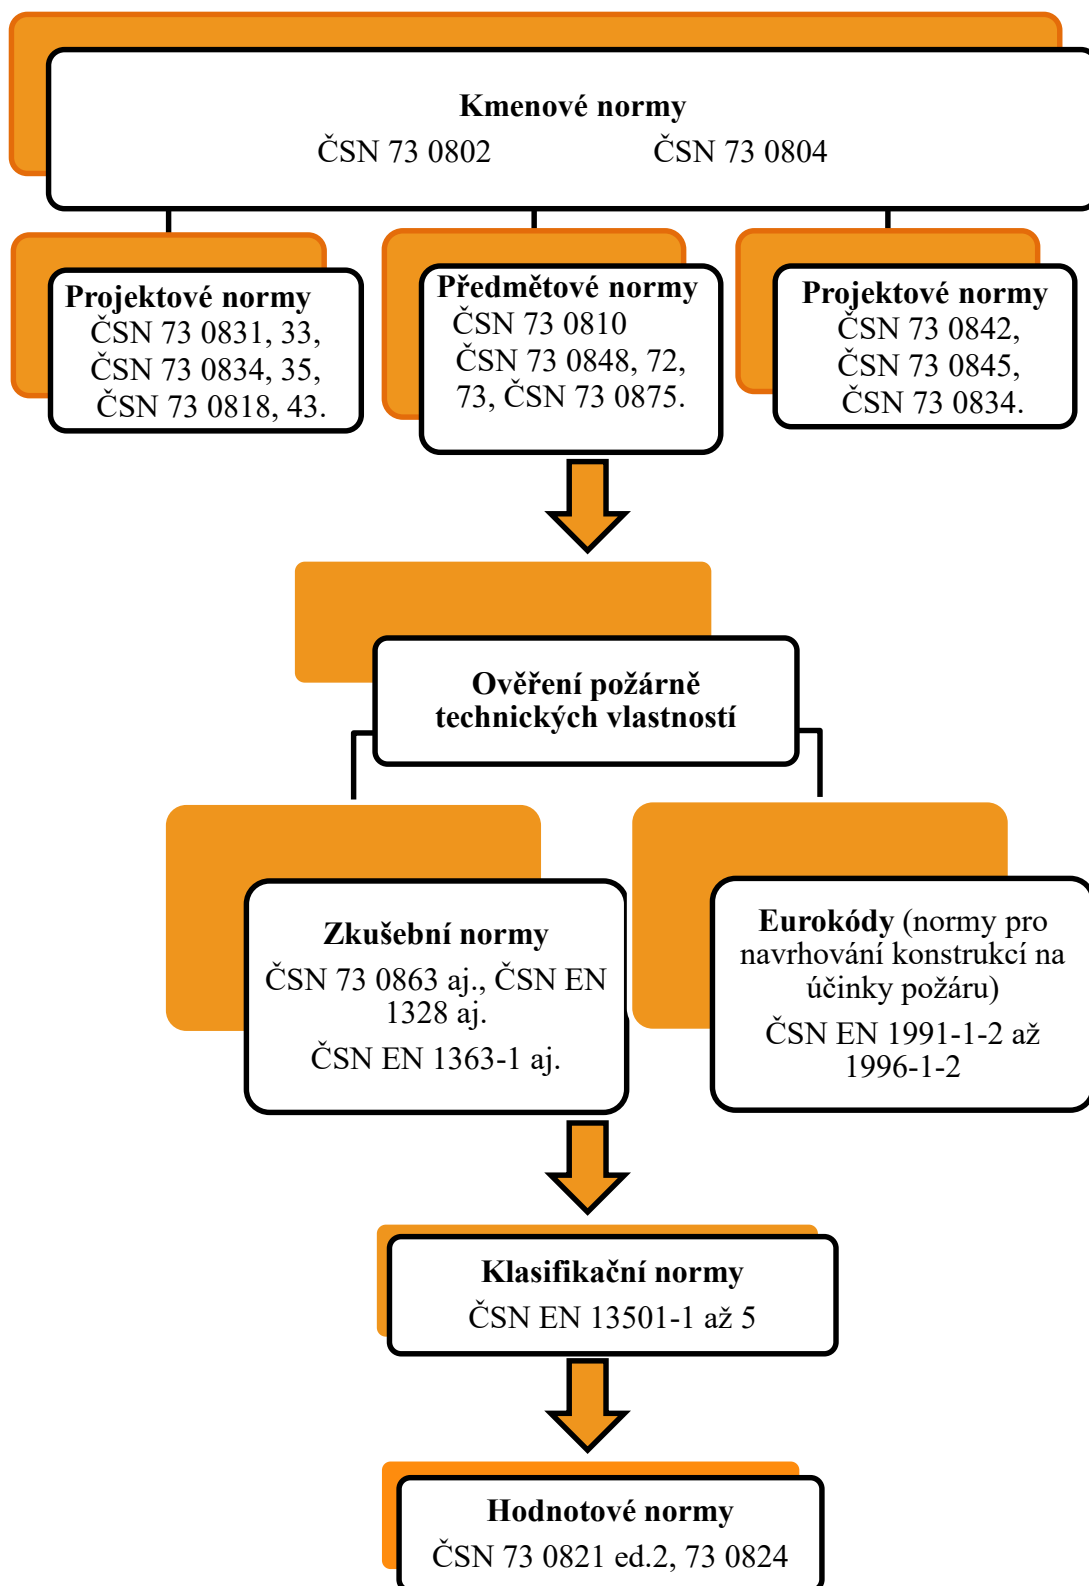 Kmenové normy
ČSN 73 0802 ČSN 73 0804
Projektové normy
ČSN 73 0831, 33,
ČSN 73 0834, 35,
ČSN 73 0818, 43.
Předmětové normy
ČSN 73 0810
ČSN 73 0848, 72,
73, ČSN 73 0875.
Projektové normy
ČSN 73 0842,
ČSN 73 0845,
ČSN 73 0834.
Ověření požárně
technických vlastností
Zkušební normy
ČSN 73 0863 aj., ČSN EN
1328 aj.
ČSN EN 1363-1 aj.
Eurokódy (normy pro
navrhování konstrukcí na
účinky požáru)
ČSN EN 1991-1-2 až
1996-1-2
Klasifikační normy
ČSN EN 13501-1 až 5
Hodnotové normy
ČSN 73 0821 ed.2, 73 0824